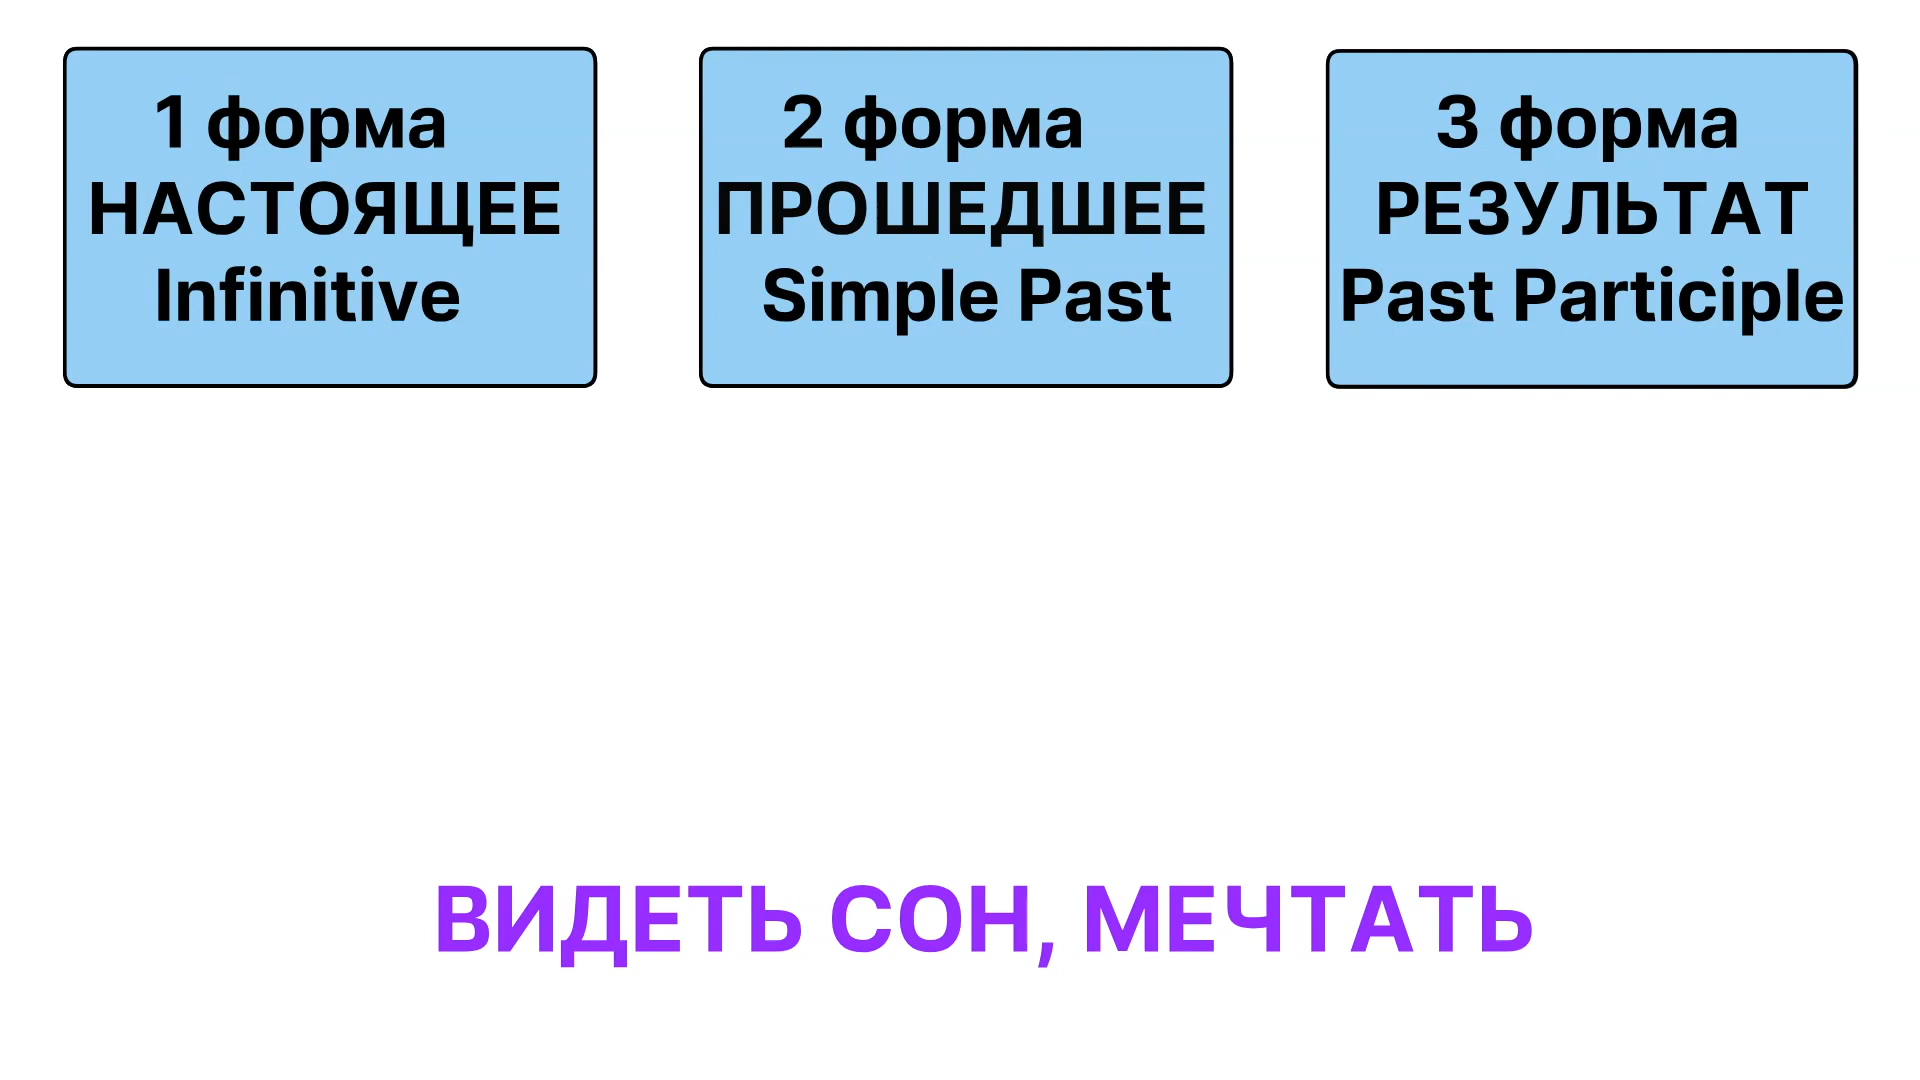 1 форма
НАСТОЯЩЕЕ
Infinitive
2 форма
ПРОШЕДШЕЕ
Simple Past
3 форма
РЕЗУЛЬТАТ
Past Participle
ВИДЕТЬ СОН, МЕЧТАТЬ